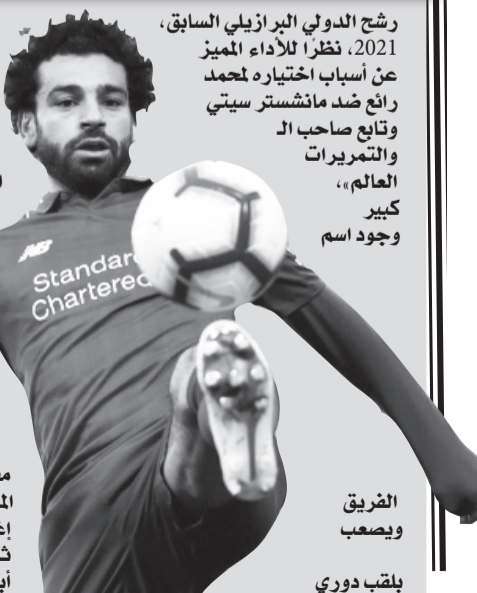 رشح الدولي البرازيلي السابق،
2021، نظرًا للأداء المميز
عن أسباب اختياره لمحمد
رائع ضد مانشستر سيتي
وتابع صاحب الـ
والتمريرات
العالم»،
كبير
وجود اسم
NB
Standard
Chartered
الفريق
ويصعب
بلقب دوري